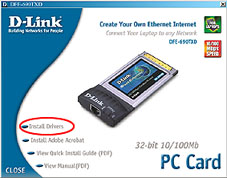 D-Link
Building Networks for People
DFE-690TXD
Create Your Own Ethernet Internet
Connect Your Laptop to any Network
DFE-690TXD
10/100
D-Link
Install Drivers
Install Adobe Acrobat
View Quick Install Guide (PDF)
View Manual (PDF)
32-bit 10/100Mb
PC Card
CLOSE